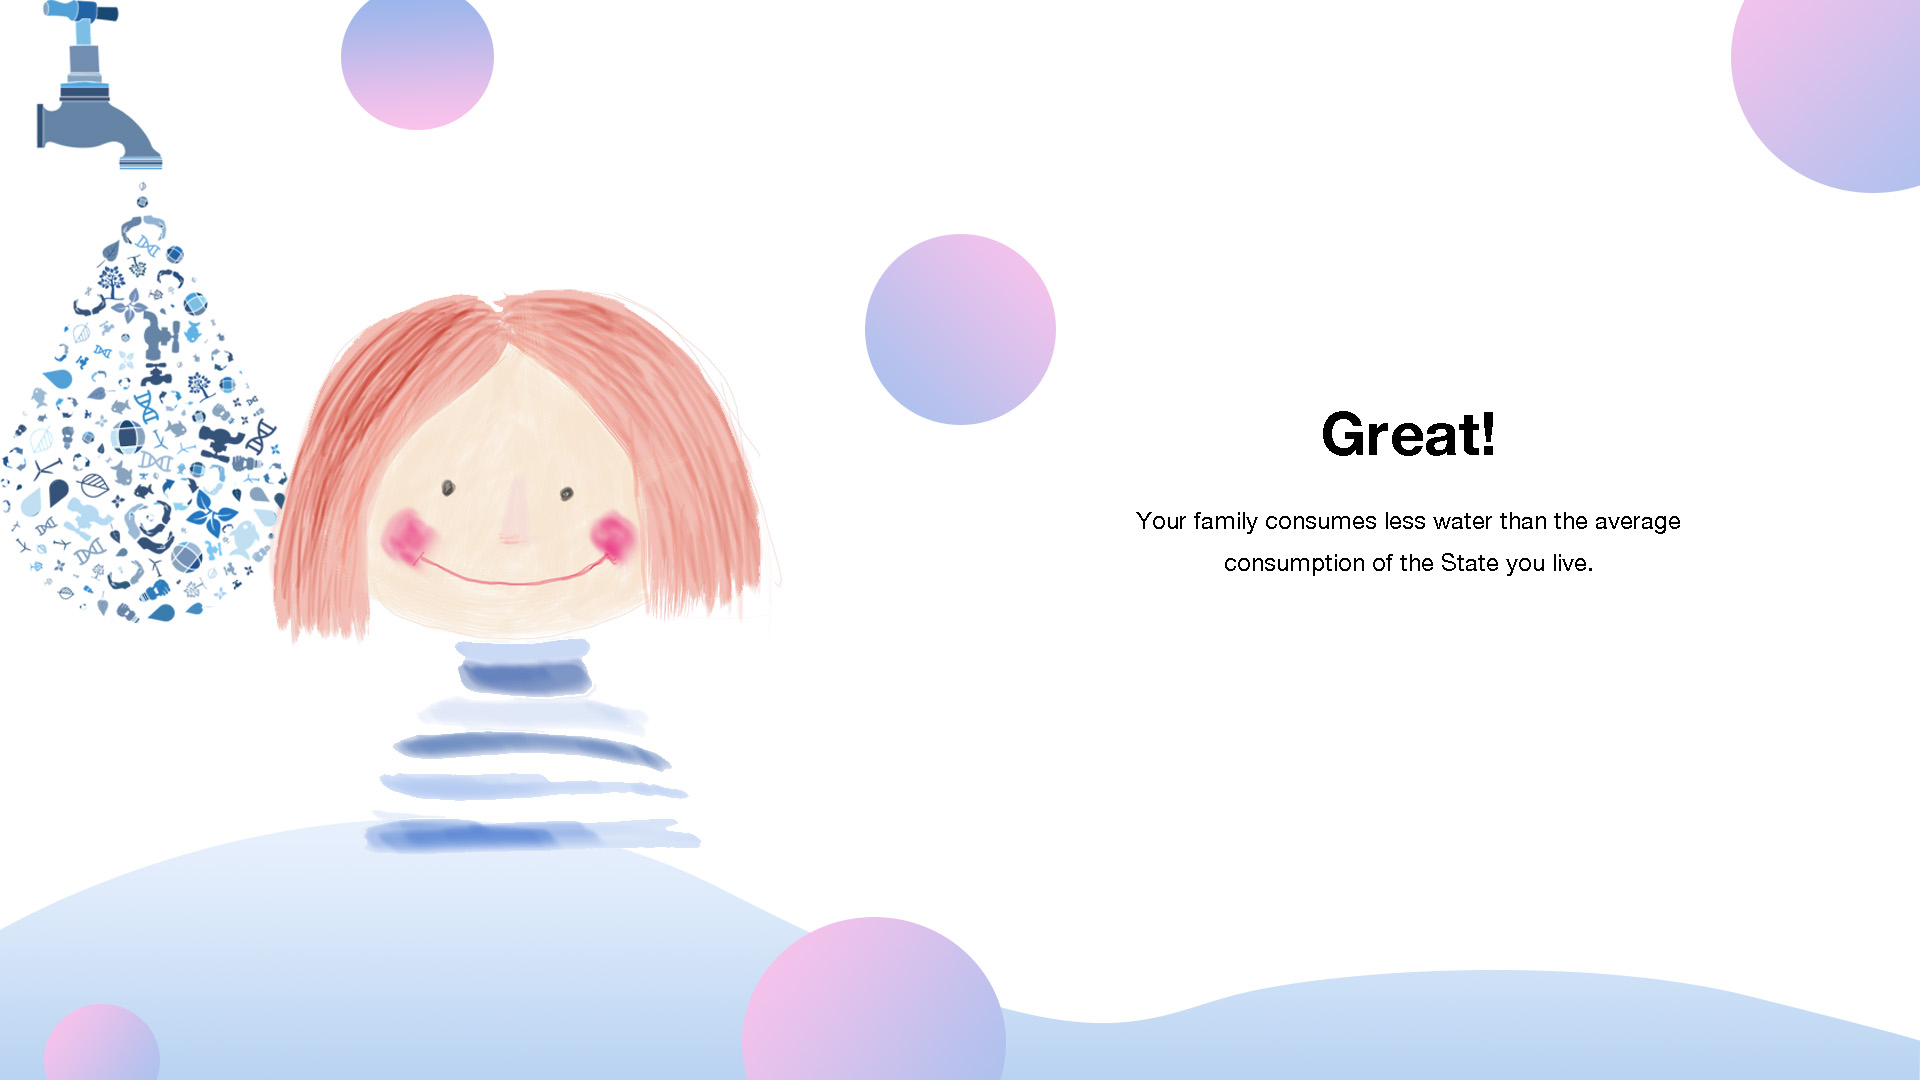 Great!
Your family consumes less water than the average
consumption of the State you live.